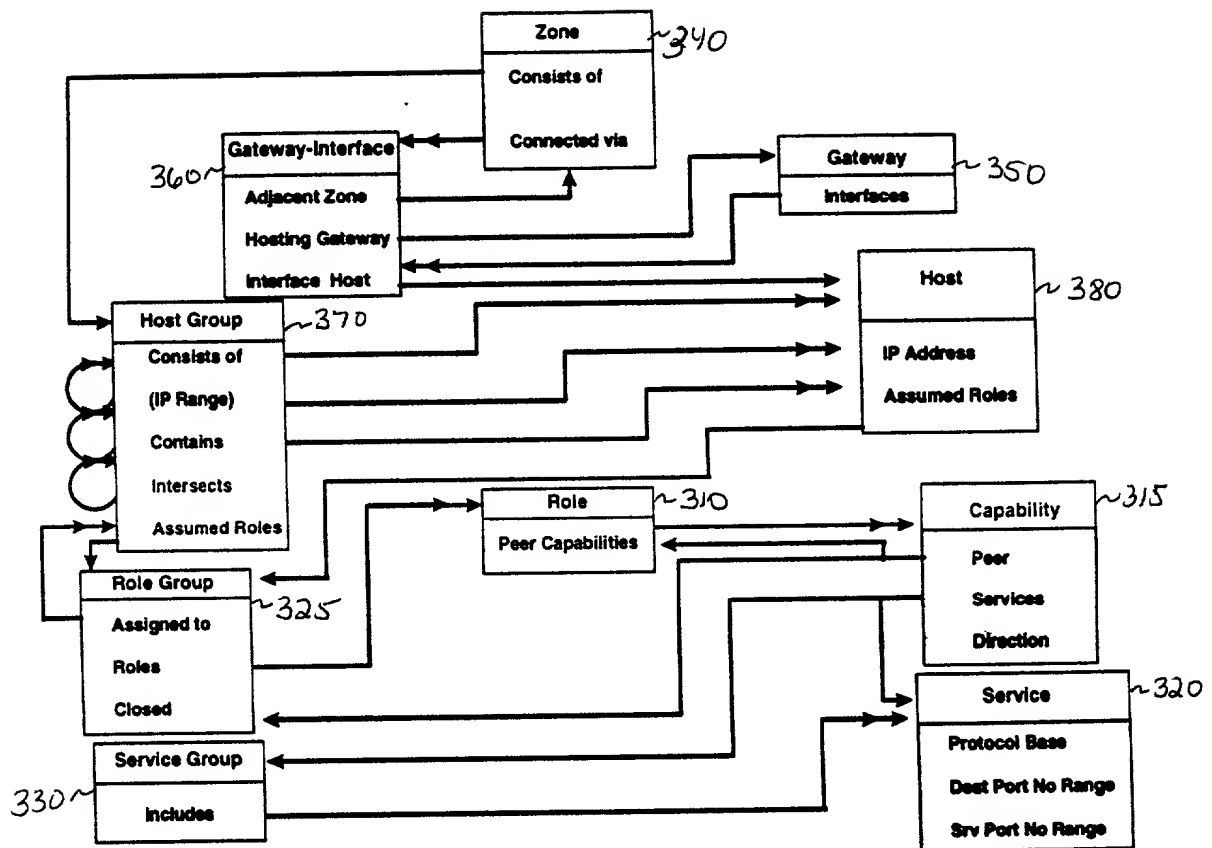 Zone
~340
Consists of
Connected via
Gateway-Interface
360~
Adjacent Zone
Hosting Gateway
Interface Host
Gateway
~350
Interfaces
Host
~380
IP Address
Assumed Roles
Host Group
~370
Consists of
(IP Range)
Contains
Intersects
Assumed Roles
Role
~310
Peer Capabilities
Capability
~315
Peer
Services
Direction
Role Group
~325
Assigned to
Roles
Closed
Service
~320
Protocol Base
Dest Port No Range
Srv Port No Range
Service Group
330~
Includes